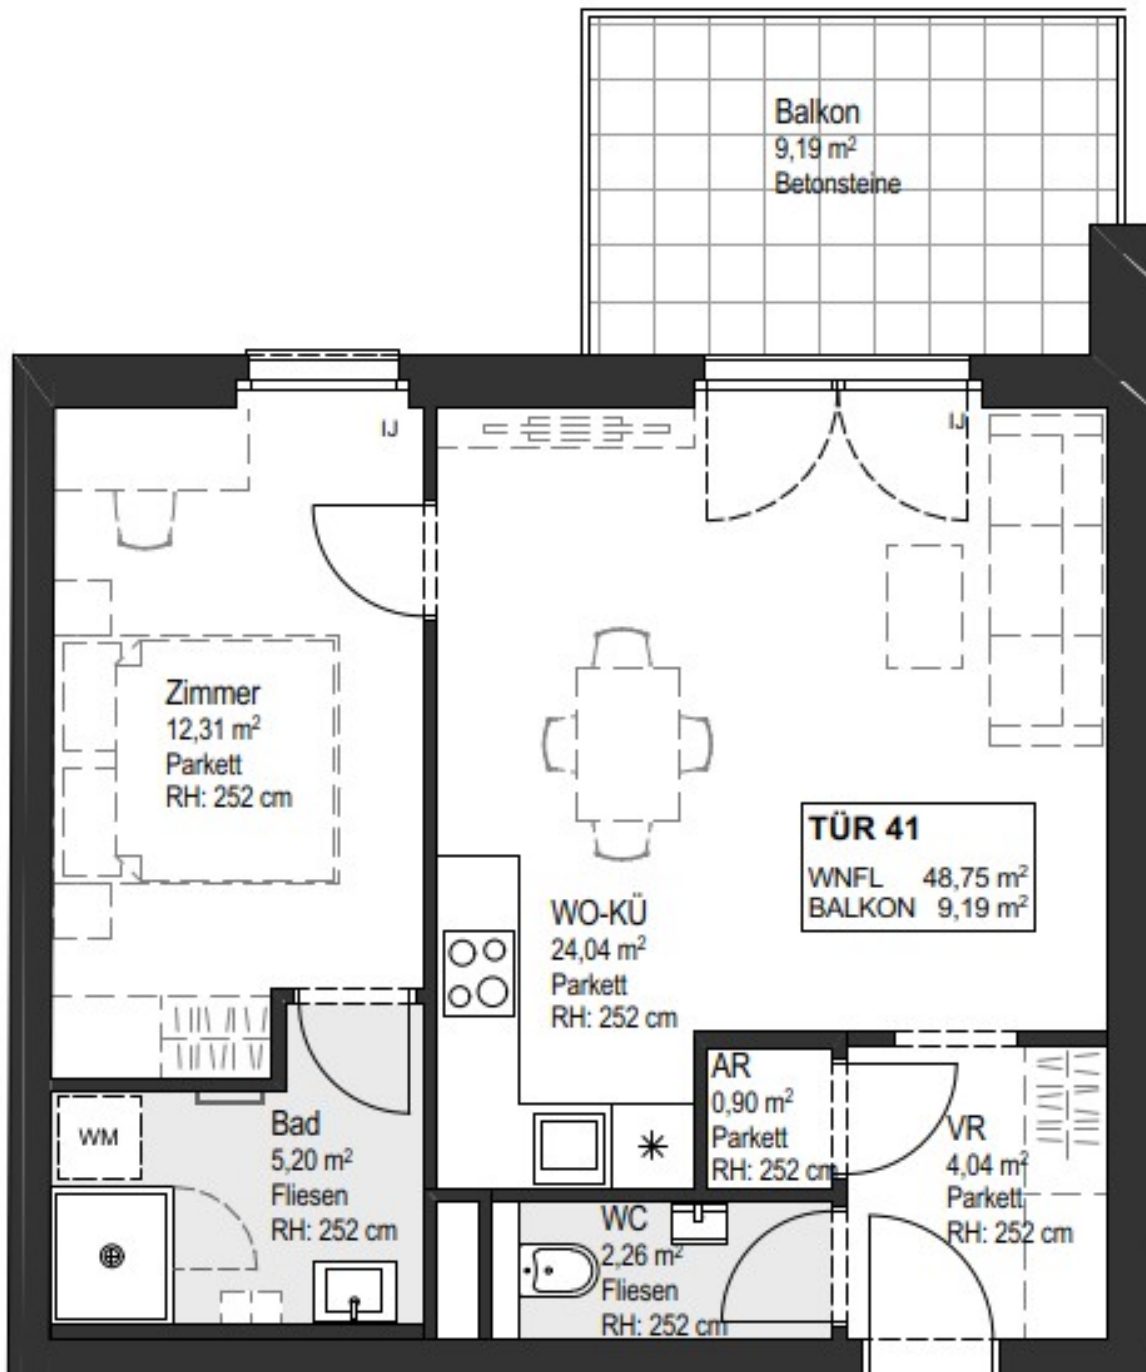 Balkon
9,19 m²
Betonsteine
IJ
IJ
Zimmer
12,31 m²
Parkett
RH: 252 cm
TÜR 41
WNFL 48,75 m²
BALKON 9,19 m²
WO-KÜ
24,04 m²
Parkett
RH: 252 cm
AR
0,90 m²
Parkett
RH: 252 cm
VR
4,04 m²
Parkett
RH: 252 cm
WM
Bad
5,20 m²
Fliesen
RH: 252 cm
WC
2,26 m²
Fliesen
RH: 252 cm